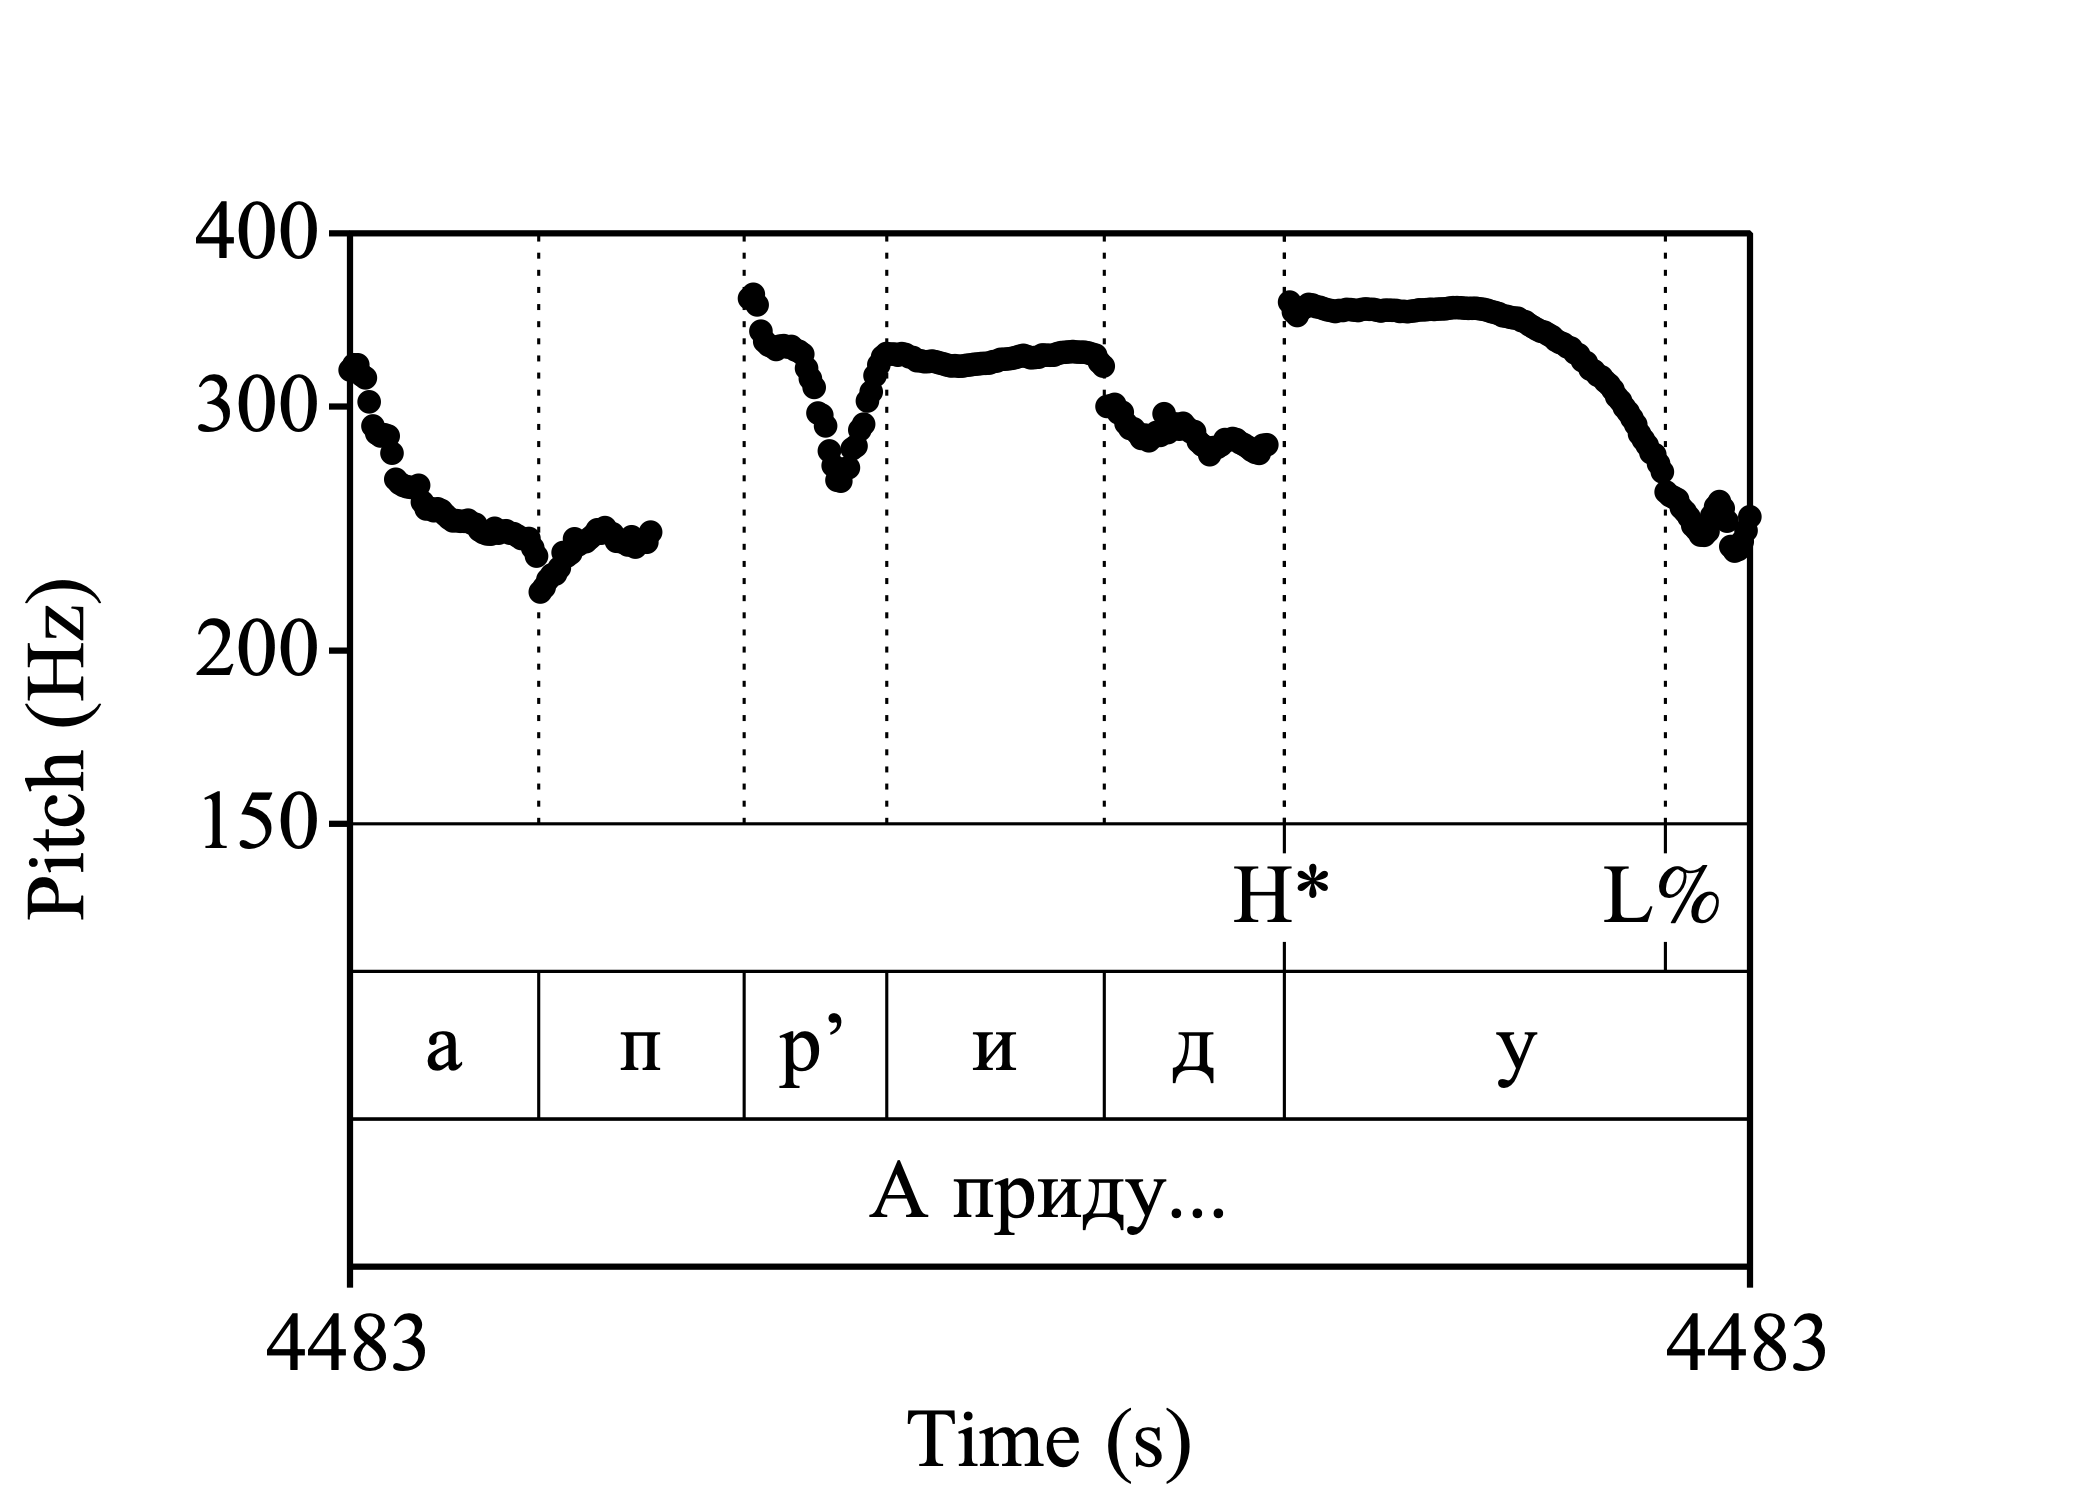 400
300
200
150
Pitch (Hz)
H* L%
а п р’ и д у
А приду...
4483 4483
Time (s)